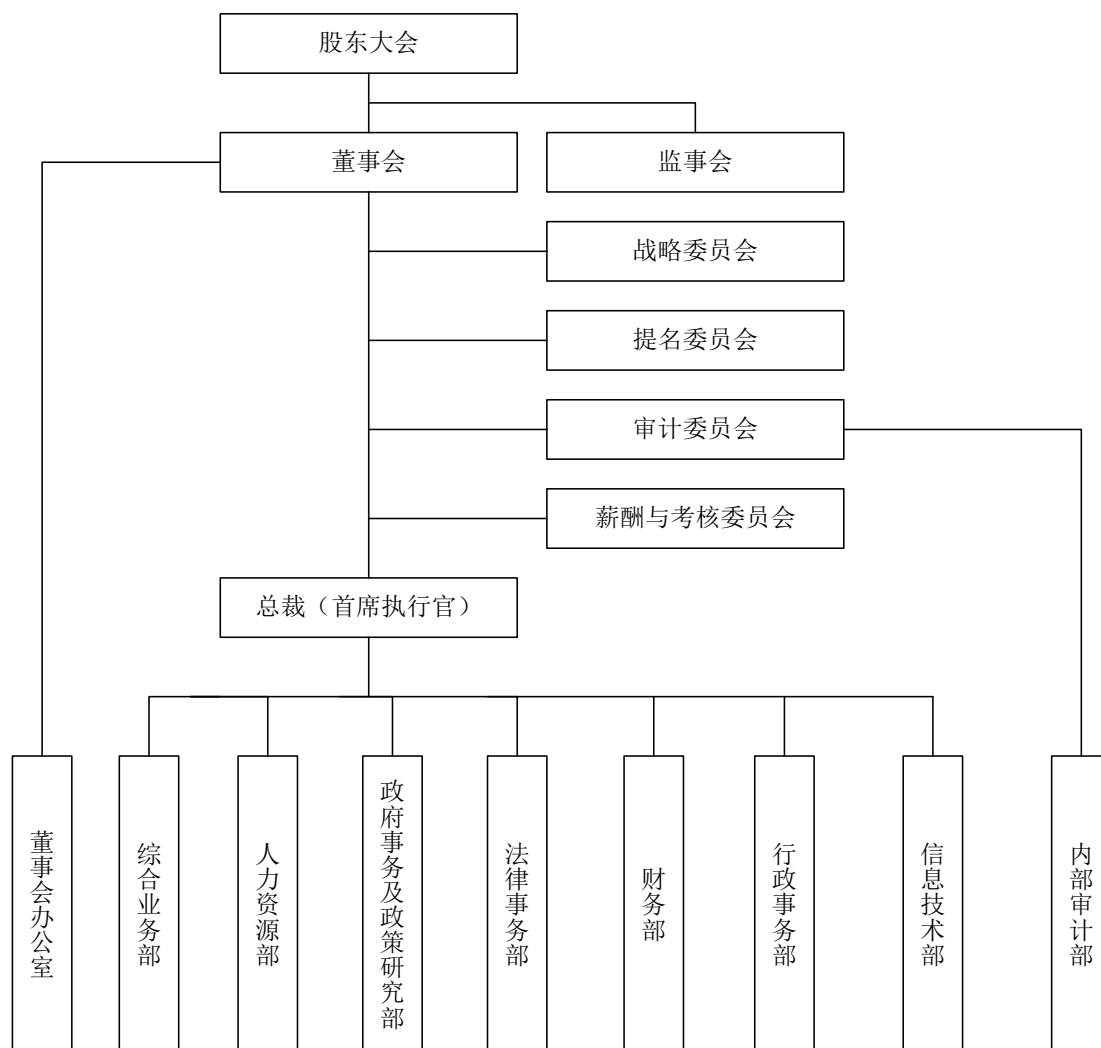 股东大会
董事会
监事会
战略委员会
提名委员会
审计委员会
薪酬与考核委员会
总裁（首席执行官）
董事会办公室
综合业务部
人力资源部
政府事务及政策研究部
法律事务部
财务部
行政事务部
信息技术部
内部审计部